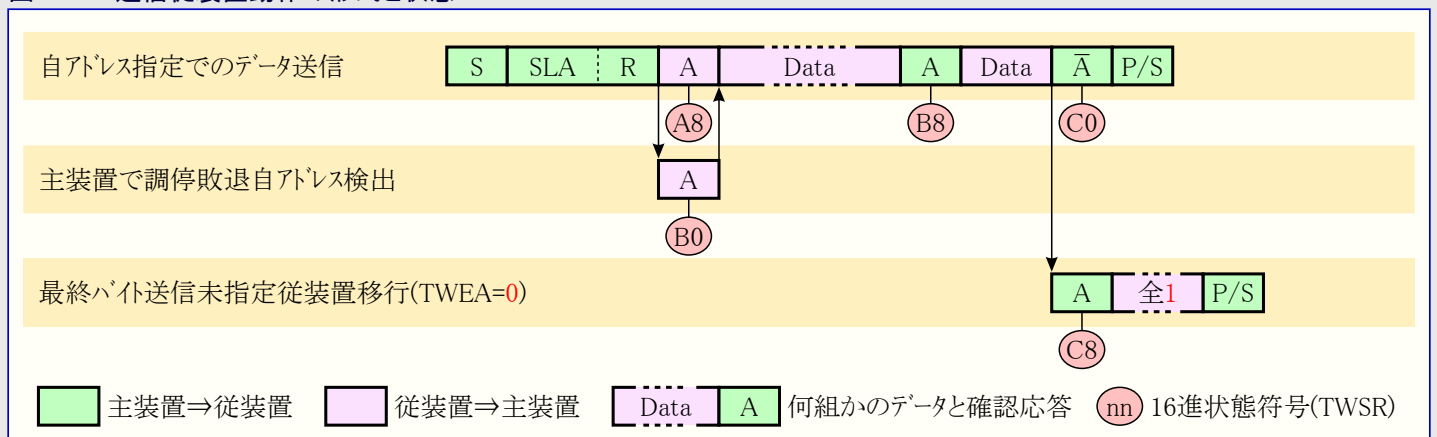 自アドレス指定でのデータ送信 S SLA R A Data A Data A̅ P/S
A8 B8 C0
主装置で調停敗退自アドレス検出 A
B0
最終バイト送信未指定従装置移行(TWEA=0) A 全1 P/S
C8
主装置⇒従装置 従装置⇒主装置 Data A 何組かのデータと確認応答 nn 16進状態符号(TWSR)